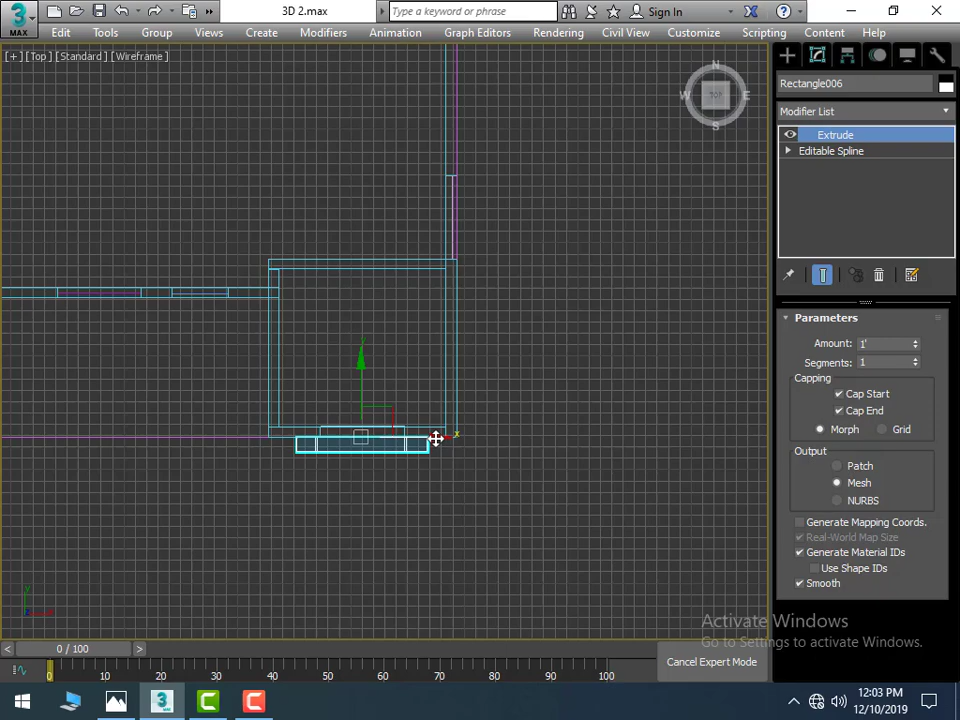 3D 2.max
Type a keyword or phrase
Sign In
3
MAX
Edit Tools Group Views Create Modifiers Animation Graph Editors Rendering Civil View Customize Scripting Content Help
[+] [Top] [Standard] [Wireframe]
N
W TOP E
S
Rectangle006
Modifier List
Extrude
Editable Spline
Parameters
Amount: 1'
Segments: 1
Capping
Cap Start
Cap End
Morph Grid
Output
Patch
Mesh
NURBS
Generate Mapping Coords.
Real-World Map Size
Generate Material IDs
Use Shape IDs
Smooth
Activate Windows
Go to Settings to activate Windows.
< 0 / 100 >
Cancel Expert Mode
0 10 20 30 40 50 60 70 80 90 100
12:03 PM
12/10/2019